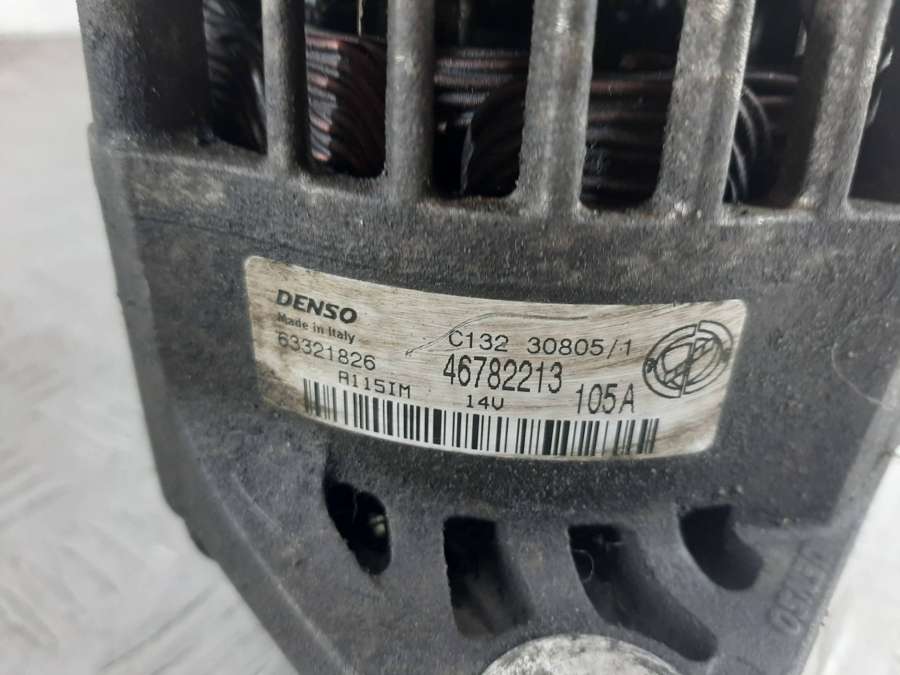 DENSO
Made in Italy
63321826
A115IM
C132 30805/1
46782213
14V
105A